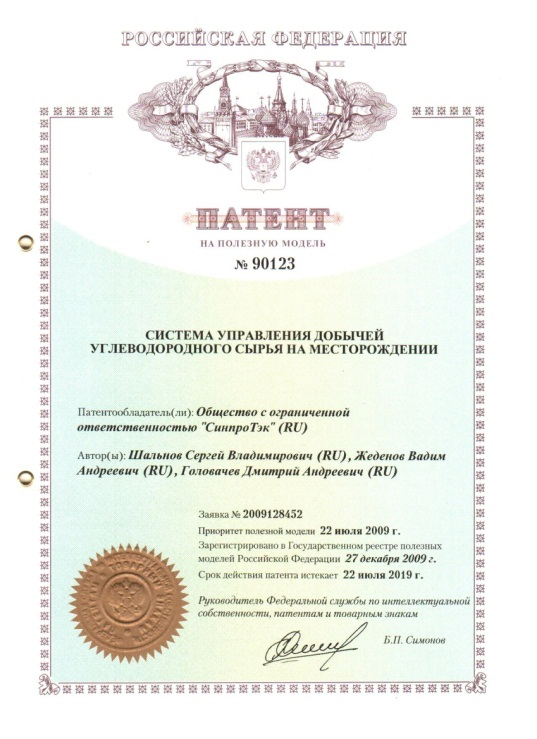 РОССИЙСКАЯ ФЕДЕРАЦИЯ
ПАТЕНТ
НА ПОЛЕЗНУЮ МОДЕЛЬ
№ 90123
СИСТЕМА УПРАВЛЕНИЯ ДОБЫЧЕЙ
УГЛЕВОДОРОДНОГО СЫРЬЯ НА МЕСТОРОЖДЕНИИ
Патентообладатель(ли): Общество с ограниченной
ответственностью "СинпроТэк" (RU)
Автор(ы): Шальнов Сергей Владимирович (RU), Жеденов Вадим
Андреевич (RU), Головачев Дмитрий Андреевич (RU)
Заявка № 2009128452
Приоритет полезной модели 22 июля 2009 г.
Зарегистрировано в Государственном реестре полезных
моделей Российской Федерации 27 декабря 2009 г.
Срок действия патента истекает 22 июля 2019 г.
Руководитель Федеральной службы по интеллектуальной
собственности, патентам и товарным знакам
Б.П. Симонов